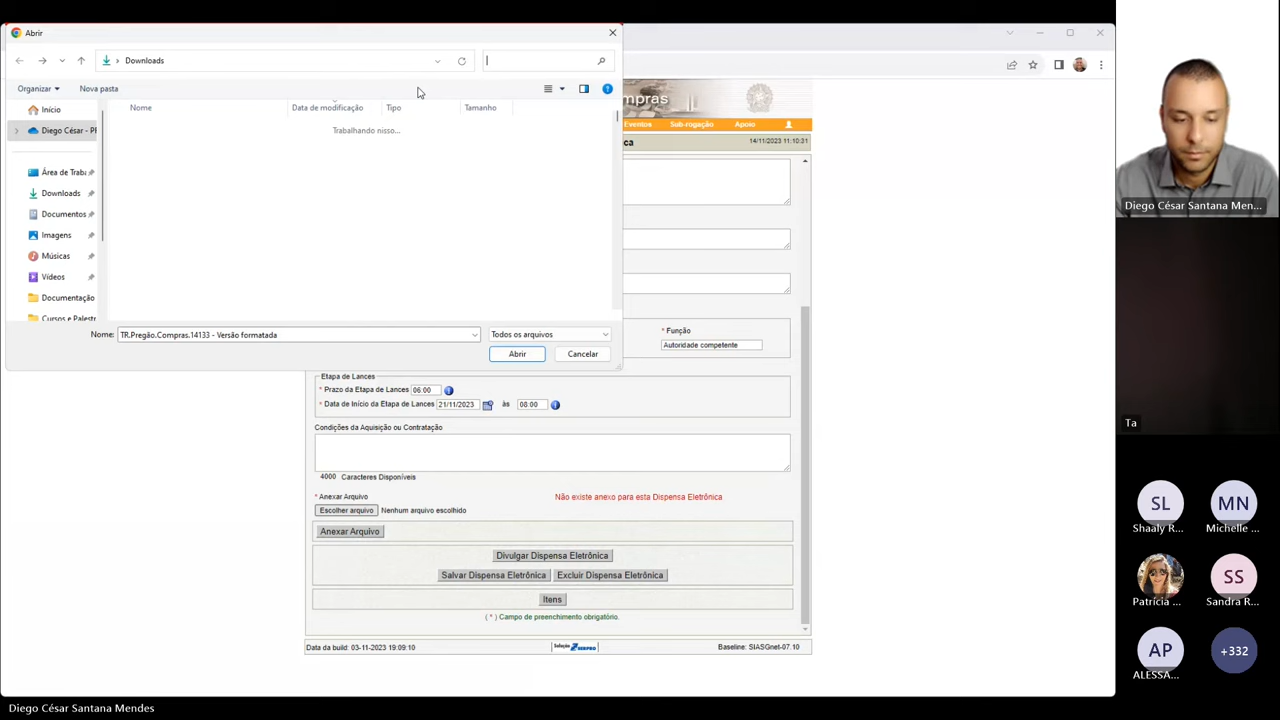 Abrir
Downloads
Organizar
Nova pasta
Início
Diego César - PI
Área de Traba
Downloads
Documentos
Imagens
Músicas
Vídeos
Documentação
Cursos e Palestr
Nome
Data de modificação
Tipo
Tamanho
Trabalhando nisso...
Nome:
TR.Pregão.Compras.14133 - Versão formatada
Todos os arquivos
Abrir
Cancelar
mpras
Eventos
Sub-rogação
Apoio
ca
14/11/2023 11:10:31
* Função
Autoridade competente
Etapa de Lances
* Prazo da Etapa de Lances 06:00
* Data de Início da Etapa de Lances 21/11/2023 às 08:00
Condições da Aquisição ou Contratação
4000 Caracteres Disponíveis
* Anexar Arquivo
Não existe anexo para esta Dispensa Eletrônica
Escolher arquivo Nenhum arquivo escolhido
Anexar Arquivo
Divulgar Dispensa Eletrônica
Salvar Dispensa Eletrônica
Excluir Dispensa Eletrônica
Itens
( * ) Campo de preenchimento obrigatório.
Data da build: 03-11-2023 19:09:10
Solução SERPRO
Baseline: SIASGnet-07.10
Diego César Santana Men...
Ta
SL
Shaaly R...
MN
Michelle ...
Patrícia ...
SS
Sandra R...
AP
ALESSA...
+332
Diego César Santana Mendes